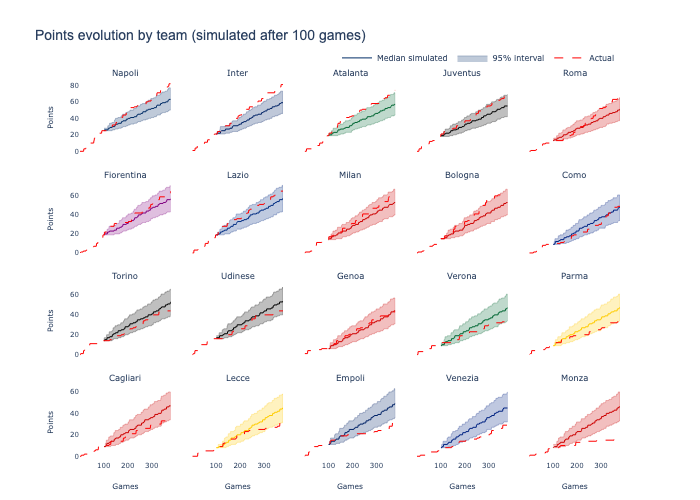 Points evolution by team (simulated after 100 games)
Median simulated 95% interval Actual
Napoli Inter Atalanta Juventus Roma
80
60
40
20
0
Points
Fiorentina Lazio Milan Bologna Como
60
40
20
0
Points
Torino Udinese Genoa Verona Parma
60
40
20
0
Points
Cagliari Lecce Empoli Venezia Monza
60
40
20
0
Points
100 200 300 100 200 300 100 200 300 100 200 300 100 200 300
Games Games Games Games Games